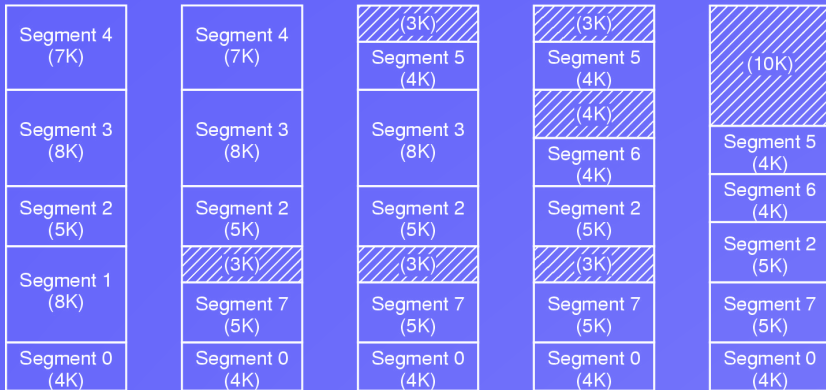 Segment 4
(7K)
Segment 3
(8K)
Segment 2
(5K)
Segment 1
(8K)
Segment 0
(4K)
Segment 4
(7K)
Segment 3
(8K)
Segment 2
(5K)
(3K)
Segment 7
(5K)
Segment 0
(4K)
(3K)
Segment 5
(4K)
Segment 3
(8K)
Segment 2
(5K)
(3K)
Segment 7
(5K)
Segment 0
(4K)
(3K)
Segment 5
(4K)
(4K)
Segment 6
(4K)
Segment 2
(5K)
(3K)
Segment 7
(5K)
Segment 0
(4K)
(10K)
Segment 5
(4K)
Segment 6
(4K)
Segment 2
(5K)
Segment 7
(5K)
Segment 0
(4K)